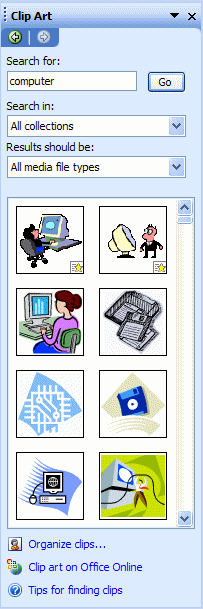 Clip Art
Search for:
computer
Go
Search in:
All collections
Results should be:
All media file types
Organize clips...
Clip art on Office Online
Tips for finding clips